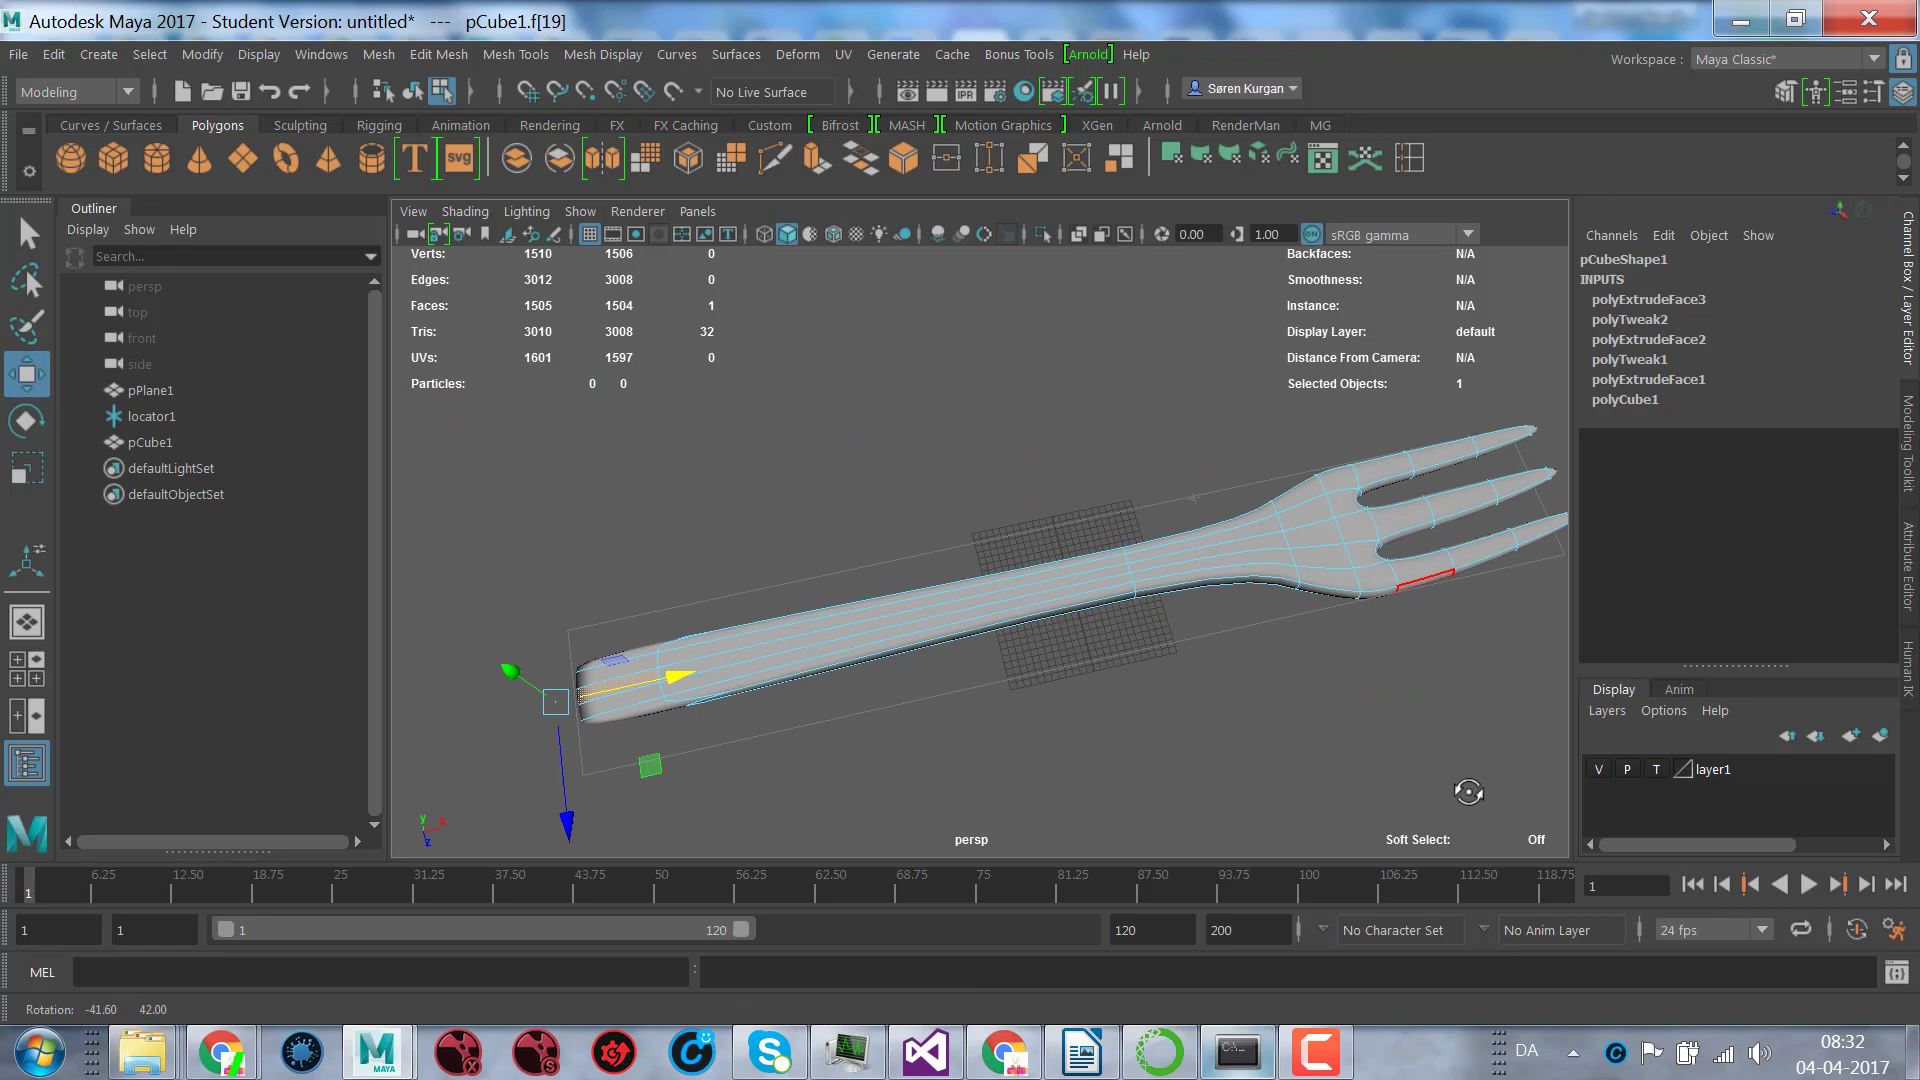 Autodesk Maya 2017 - Student Version: untitled* --- pCube1.f[19]
File Edit Create Select Modify Display Windows Mesh Edit Mesh Mesh Tools Mesh Display Curves Surfaces Deform UV Generate Cache Bonus Tools [Arnold] Help
Workspace : Maya Classic*
Modeling
No Live Surface
IPR
Søren Kurgan
Curves / Surfaces Polygons Sculpting Rigging Animation Rendering FX FX Caching Custom Bifrost MASH Motion Graphics XGen Arnold RenderMan MG
T
svg
Outliner
Display Show Help
Search...
persp
top
front
side
pPlane1
locator1
pCube1
defaultLightSet
defaultObjectSet
View Shading Lighting Show Renderer Panels
0.00
1.00
ON
sRGB gamma
Verts: 1510 1506 0
Edges: 3012 3008 0
Faces: 1505 1504 1
Tris: 3010 3008 32
UVs: 1601 1597 0
Particles: 0 0
Backfaces: N/A
Smoothness: N/A
Instance: N/A
Display Layer: default
Distance From Camera: N/A
Selected Objects: 1
y
x
z
persp
Soft Select: Off
Channels Edit Object Show
pCubeShape1
INPUTS
polyExtrudeFace3
polyTweak2
polyExtrudeFace2
polyTweak1
polyExtrudeFace1
polyCube1
Display Anim
Layers Options Help
V P T layer1
Channel Box / Layer Editor
Modeling Toolkit
Attribute Editor
Human IK
1 6.25 12.50 18.75 25 31.25 37.50 43.75 50 56.25 62.50 68.75 75 81.25 87.50 93.75 100 106.25 112.50 118.75
1
1 1 1 120 120 200 No Character Set No Anim Layer 24 fps
MEL
Rotation: -41.60 42.00
MAYA
DA
08:32
04-04-2017